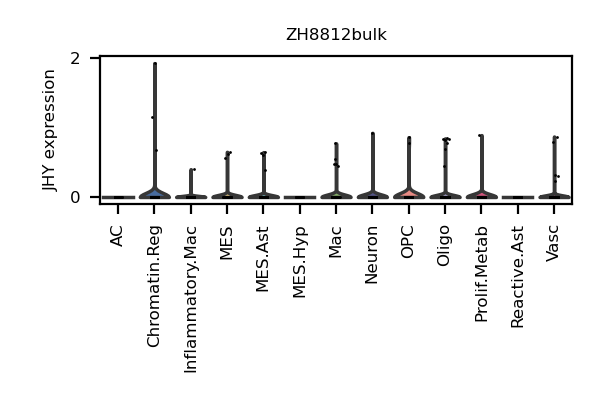 ZH8812bulk
JHY expression
2
0
AC
Chromatin.Reg
Inflammatory.Mac
MES
MES.Ast
MES.Hyp
Mac
Neuron
OPC
Oligo
Prolif.Metab
Reactive.Ast
Vasc